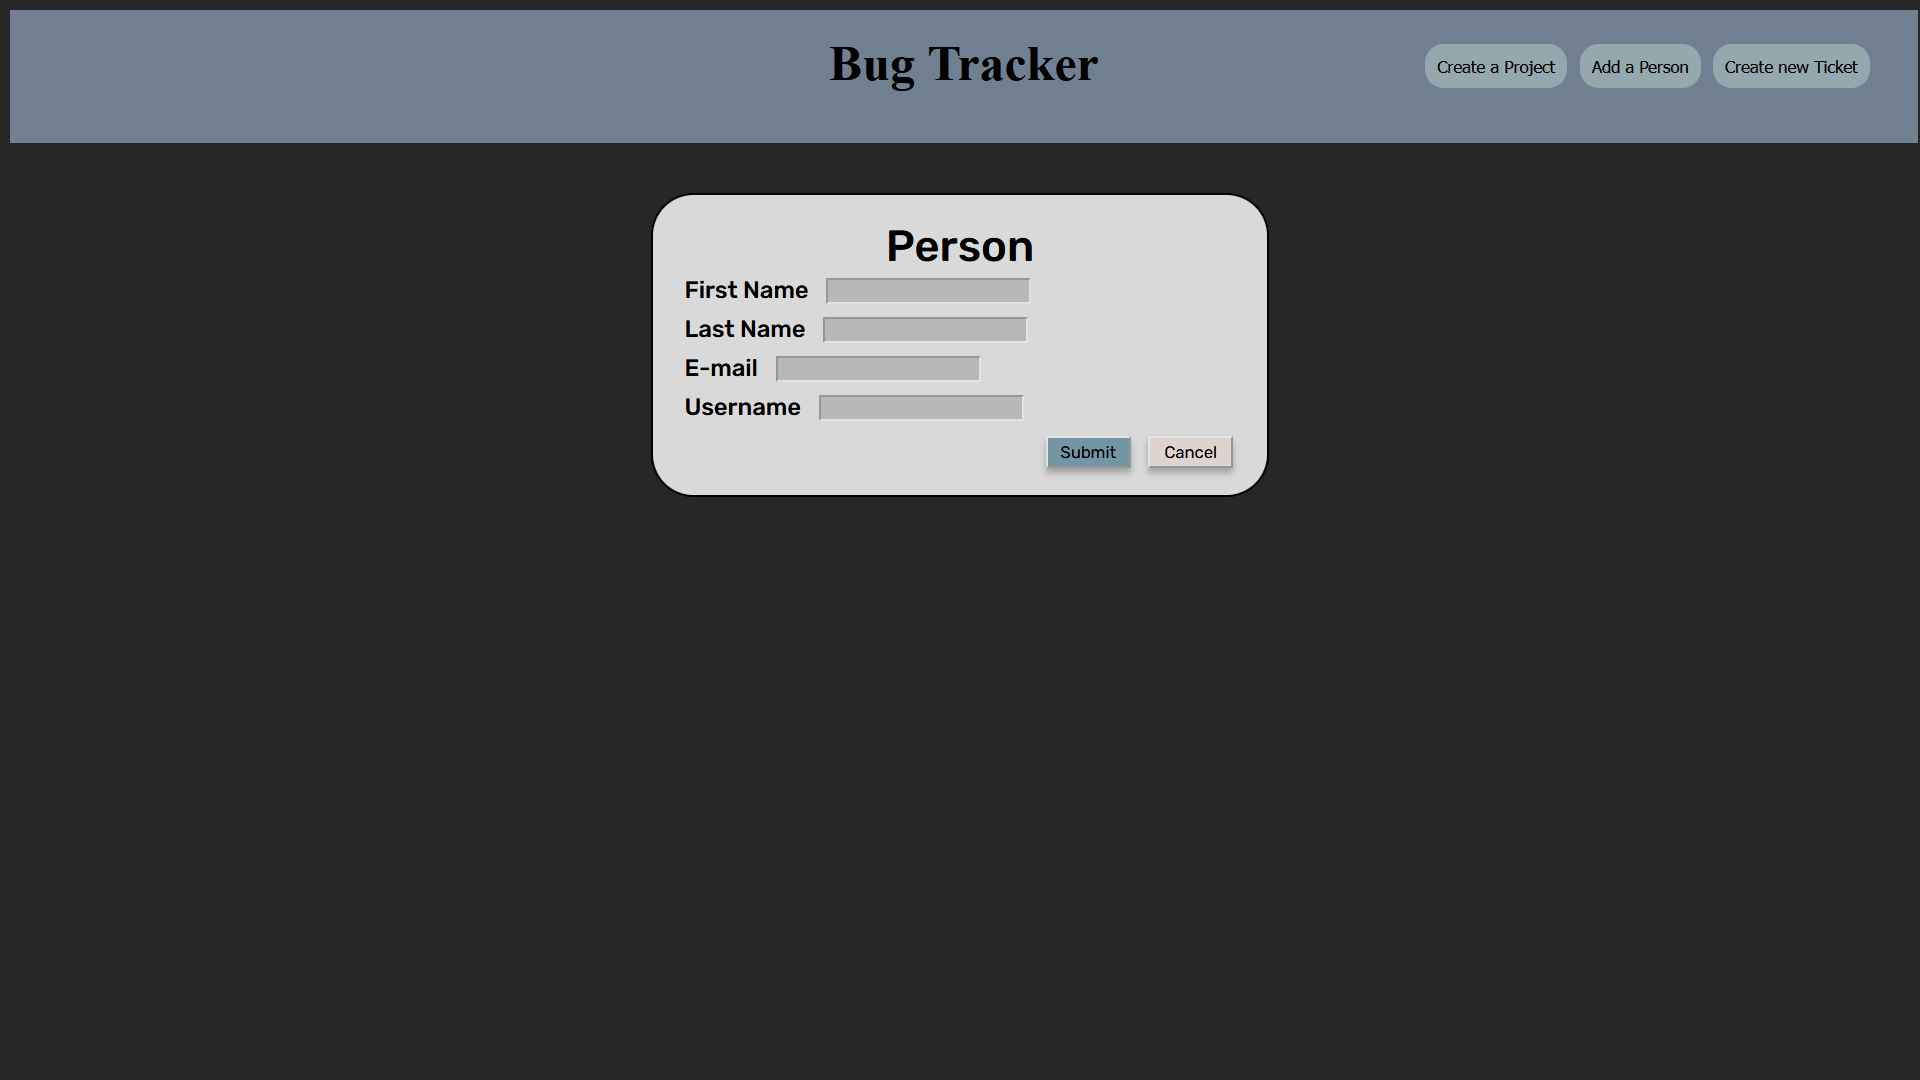 Bug Tracker
Create a Project
Add a Person
Create new Ticket
Person
First Name
Last Name
E-mail
Username
Submit
Cancel